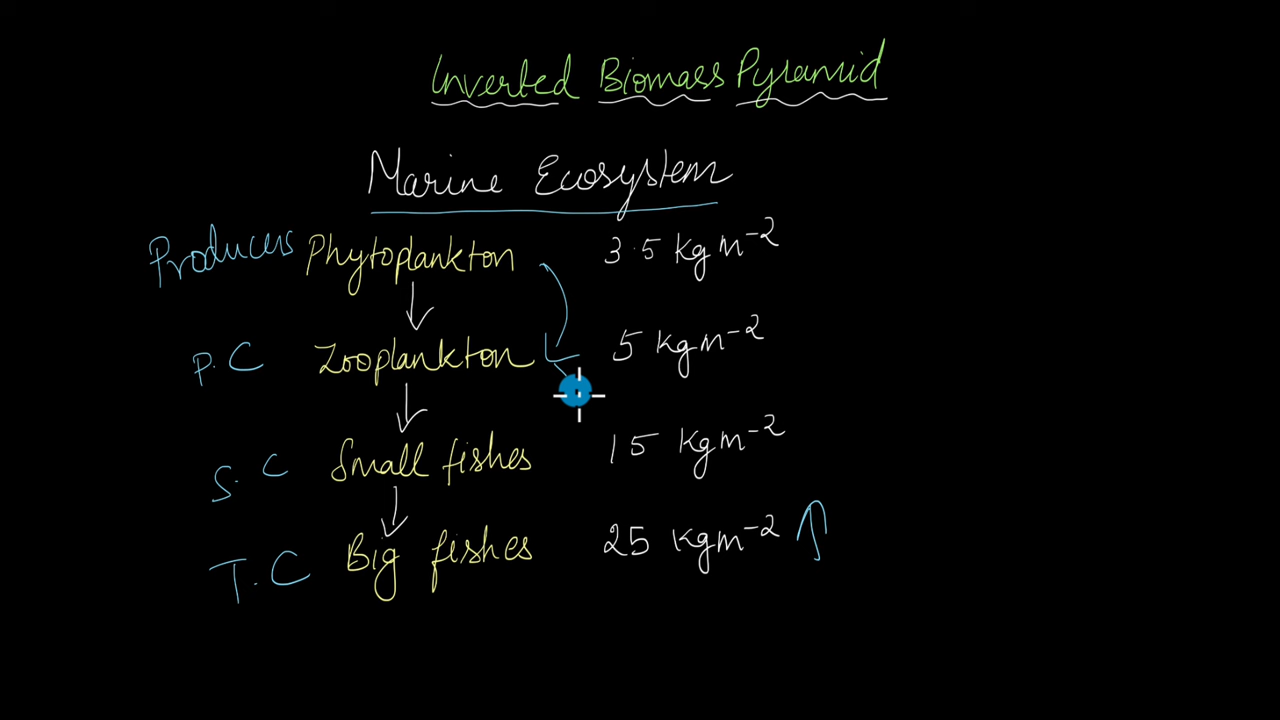 Inverted Biomass Pyramid
Marine Ecosystem
Producers Phytoplankton 3.5 Kgm-2
P.C Zooplankton 5 Kgm-2
S.C Small fishes 15 Kgm-2
T.C Big fishes 25 Kgm-2